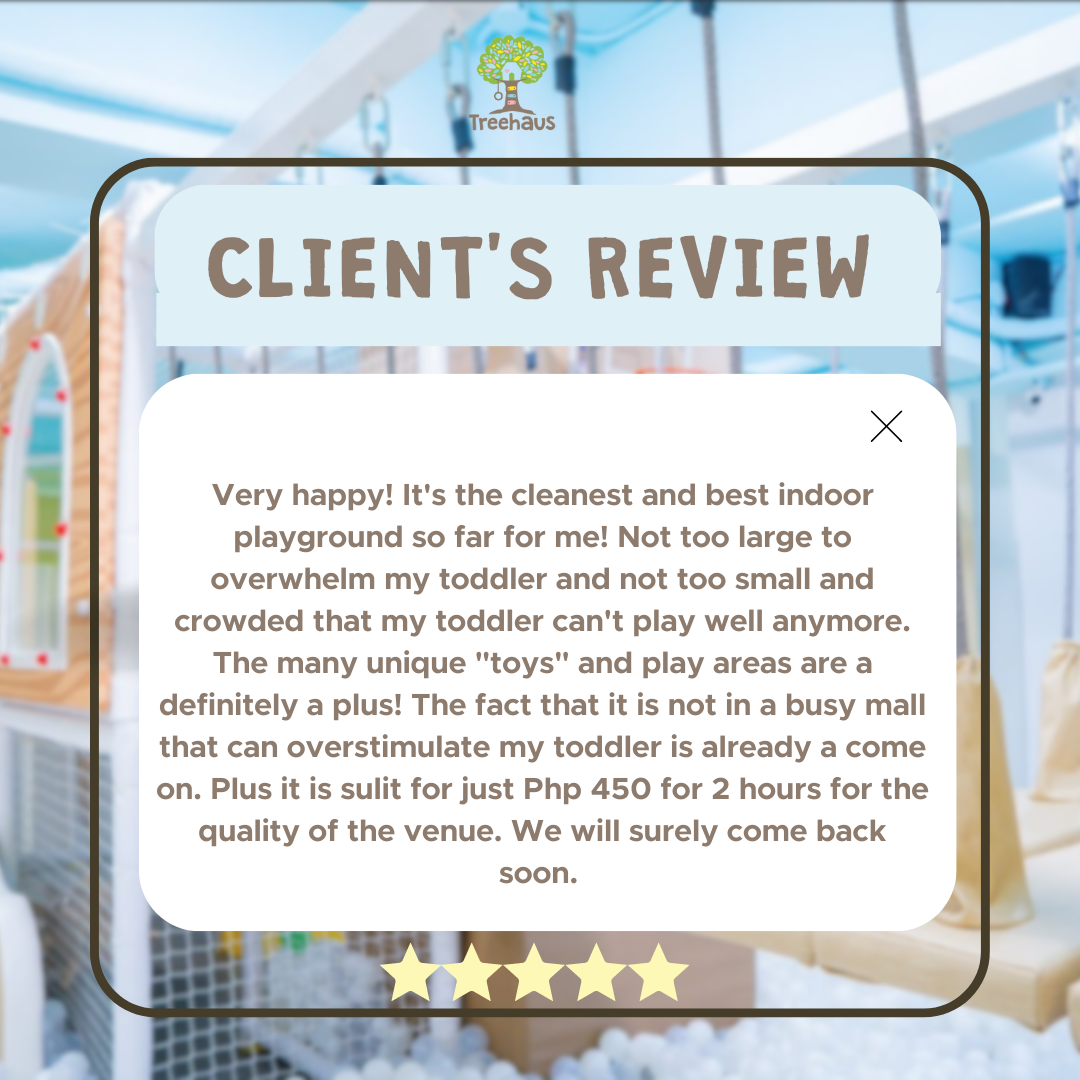 Treehaus
CLIENT'S REVIEW
Very happy! It's the cleanest and best indoor
playground so far for me! Not too large to
overwhelm my toddler and not too small and
crowded that my toddler can't play well anymore.
The many unique "toys" and play areas are a
definitely a plus! The fact that it is not in a busy mall
that can overstimulate my toddler is already a come
on. Plus it is sulit for just Php 450 for 2 hours for the
quality of the venue. We will surely come back
soon.